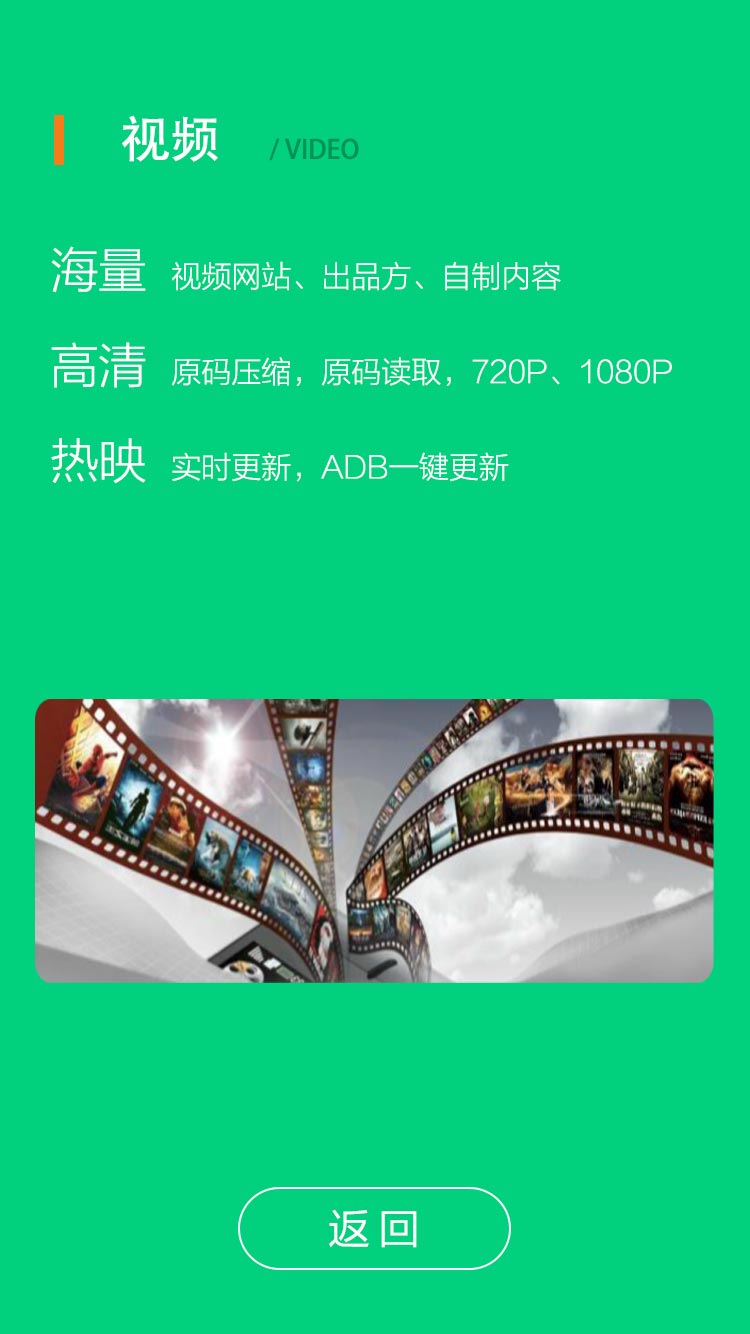 视频 / VIDEO
海量 视频网站、出品方、自制内容
高清 原码压缩，原码读取，720P、1080P
热映 实时更新，ADB一键更新
返回